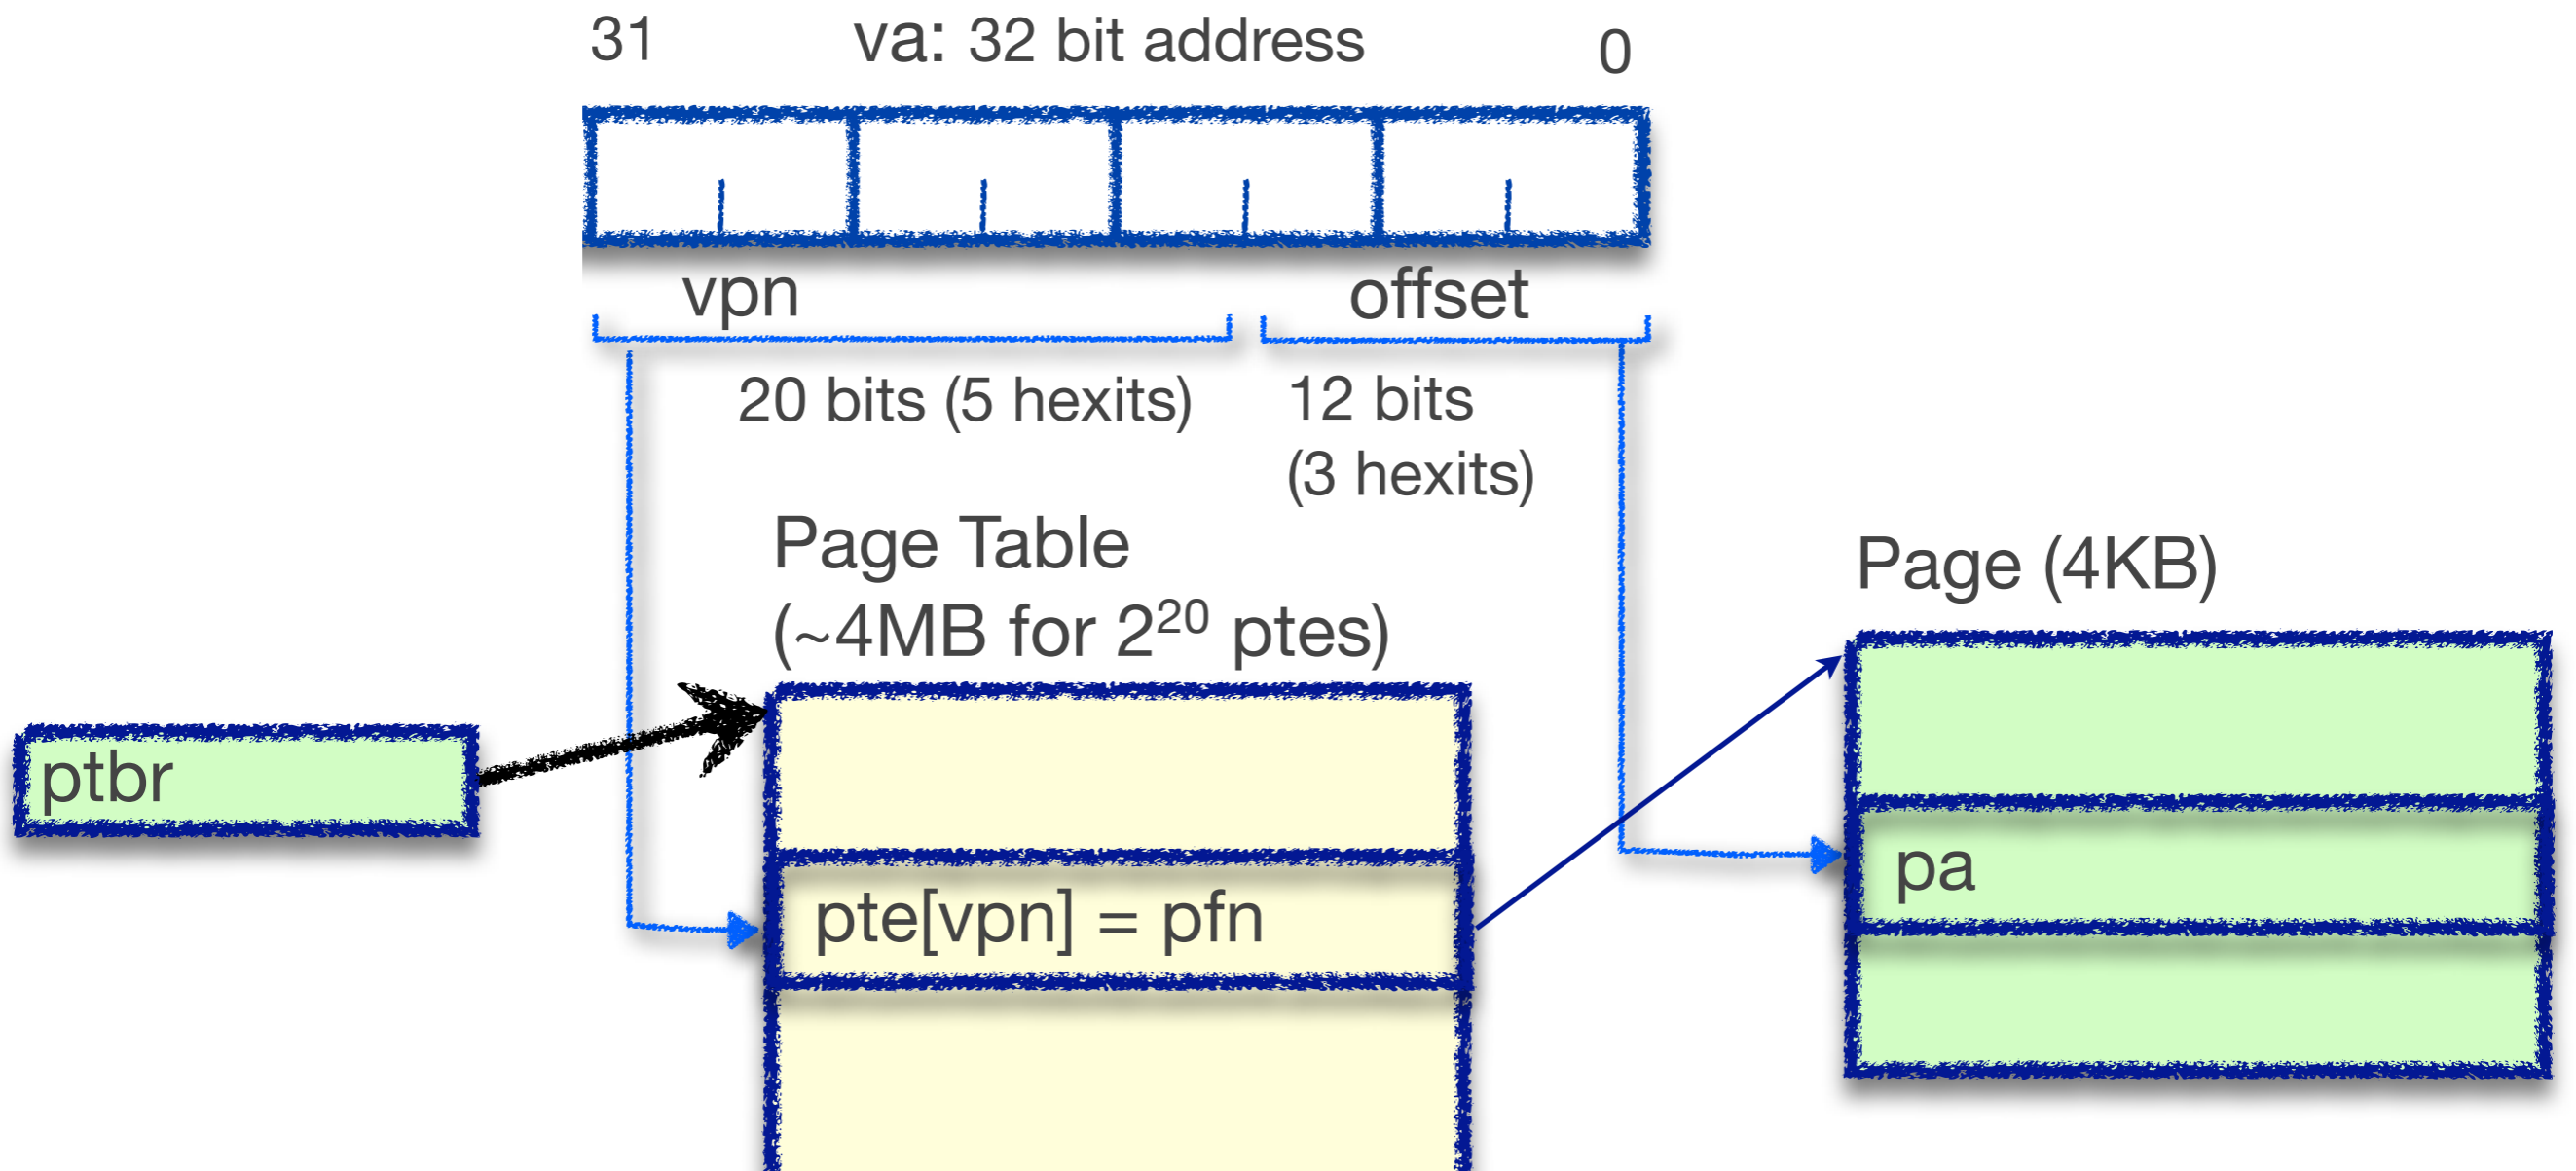 31 va: 32 bit address 0
vpn offset
20 bits (5 hexits) 12 bits
(3 hexits)
Page Table
(~4MB for 2²⁰ ptes)
Page (4KB)
ptbr
pte[vpn] = pfn
pa